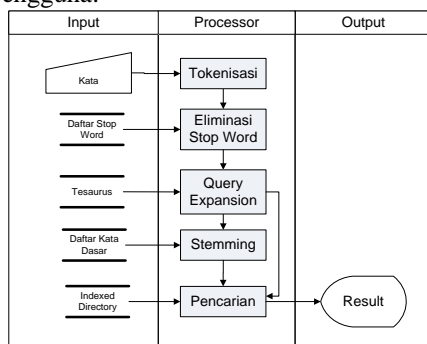 engguna.
Input
Processor
Output
Kata
Tokenisasi
Daftar Stop
Word
Eliminasi
Stop Word
Tesaurus
Query
Expansion
Daftar Kata
Dasar
Stemming
Indexed
Directory
Pencarian
Result